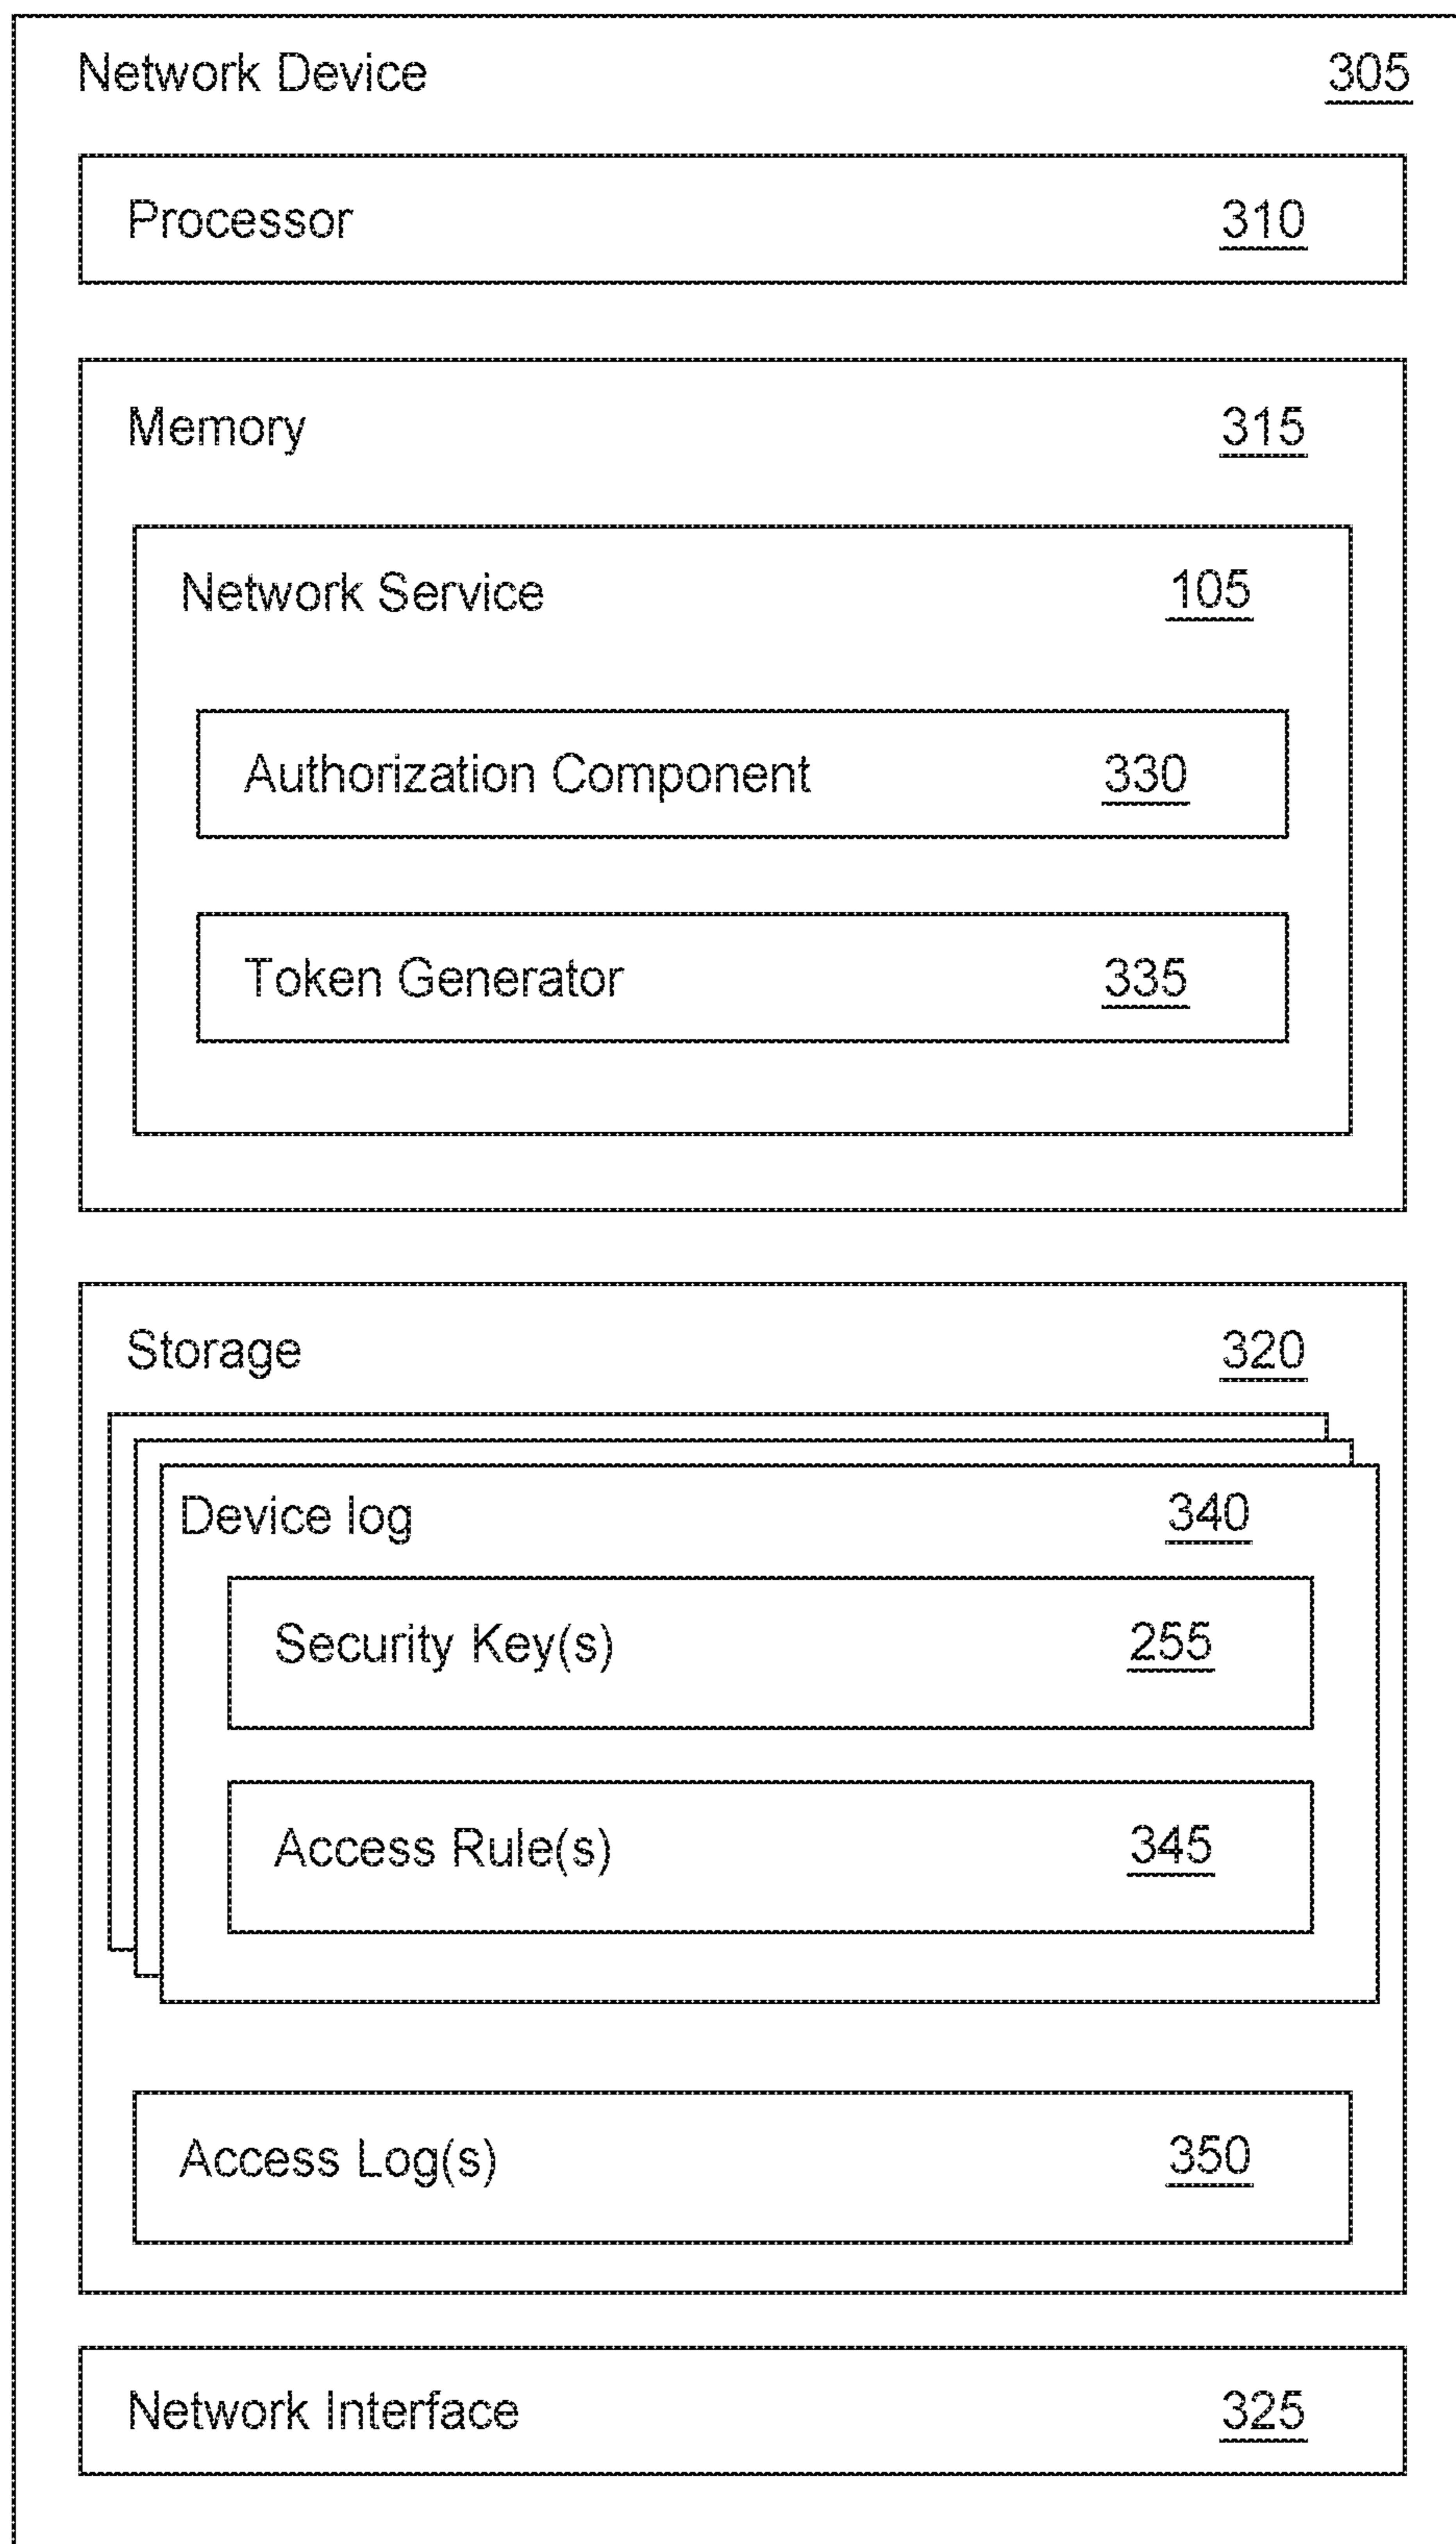 Network Device 305
Processor 310
Memory 315
Network Service 105
Authorization Component 330
Token Generator 335
Storage 320
Device log 340
Security Key(s) 255
Access Rule(s) 345
Access Log(s) 350
Network Interface 325